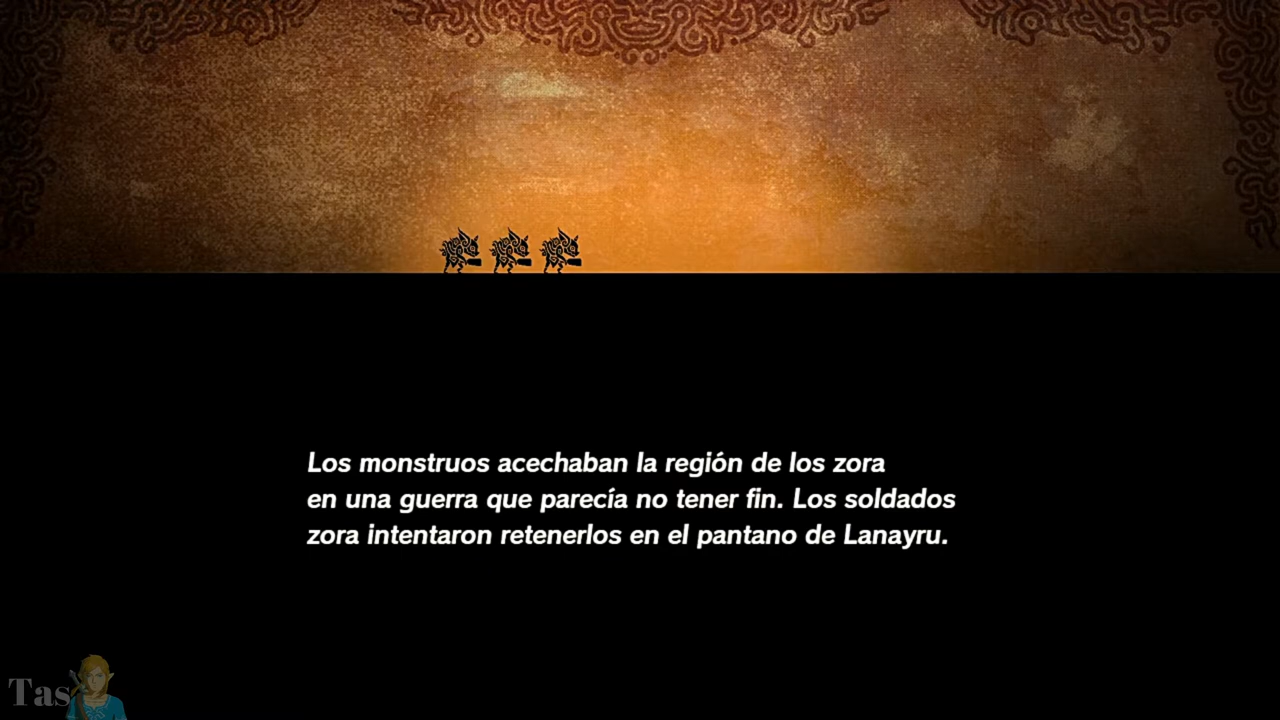 Los monstruos acechaban la región de los zora
en una guerra que parecía no tener fin. Los soldados
zora intentaron retenerlos en el pantano de Lanayru.
Tas